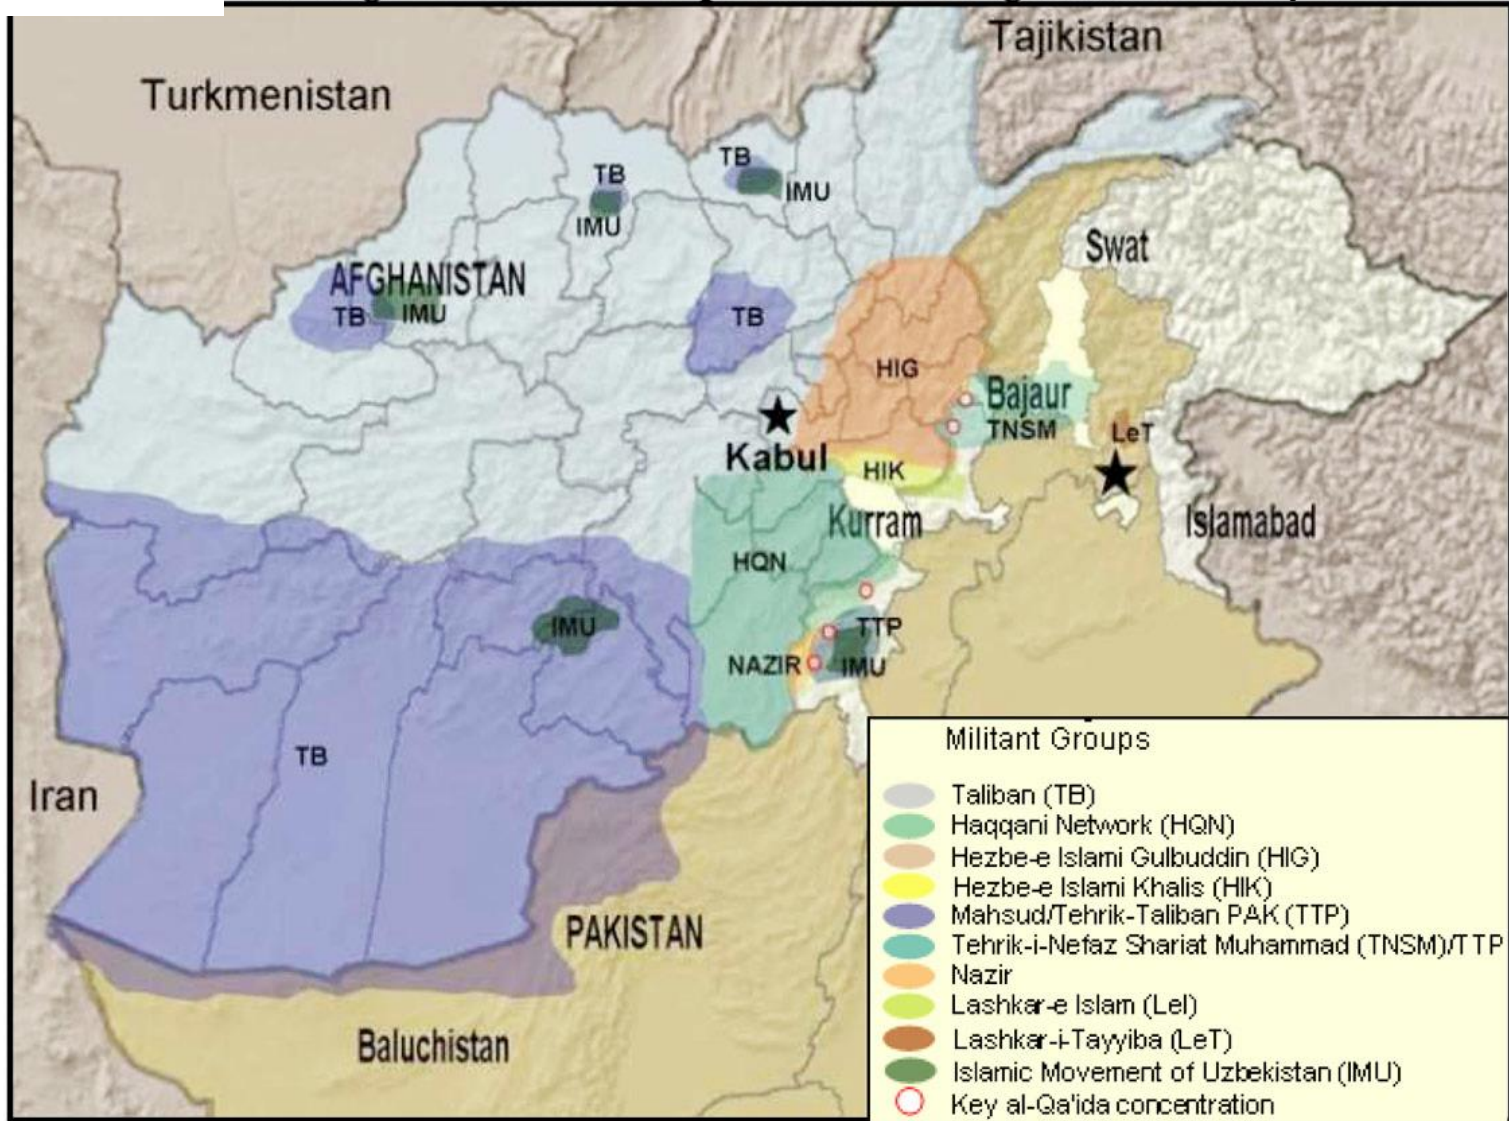 Tajikistan
Turkmenistan
TB
IMU
TB
IMU
Swat
AFGHANISTAN
TB
IMU
TB
HIG
Bajaur
TNSM
LeT
Kabul
HIK
Kurram
Islamabad
HQN
IMU
TTP
NAZIR
IMU
TB
Iran
PAKISTAN
Baluchistan
Militant Groups
Taliban (TB)
Haqqani Network (HQN)
Hezbe-e Islami Gulbuddin (HIG)
Hezbe-e Islami Khalis (HIK)
Mahsud/Tehrik-Taliban PAK (TTP)
Tehrik-i-Nefaz Shariat Muhammad (TNSM)/TTP
Nazir
Lashkar-e Islam (LeI)
Lashkar-i-Tayyiba (LeT)
Islamic Movement of Uzbekistan (IMU)
Key al-Qa'ida concentration